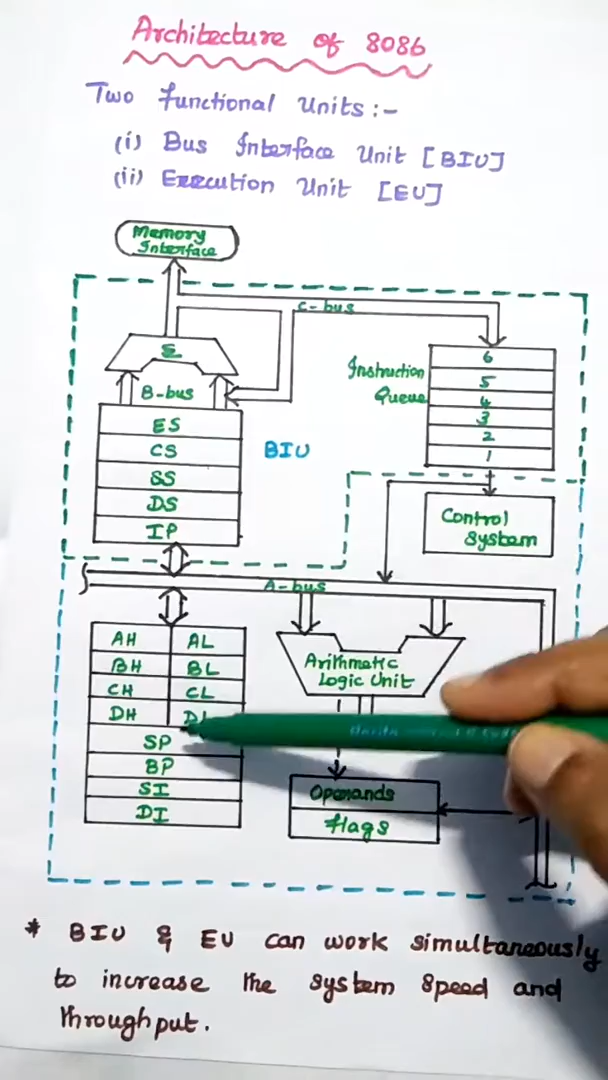 Architecture of 8086
Two Functional Units:-
(i) Bus Interface Unit [BIU]
(ii) Execution Unit [EU]
Memory
Interface
C-bus
Σ
B-bus
Instruction
Queue
6
5
4
3
2
1
ES
CS
SS
DS
IP
BIU
Control
System
A-bus
AH AL
BH BL
CH CL
DH
SP
BP
SI
DI
Arithmatic
Logic Unit
Operands
flags
* BIU & EU can work simultaneously
to increase the system speed and
throughput.